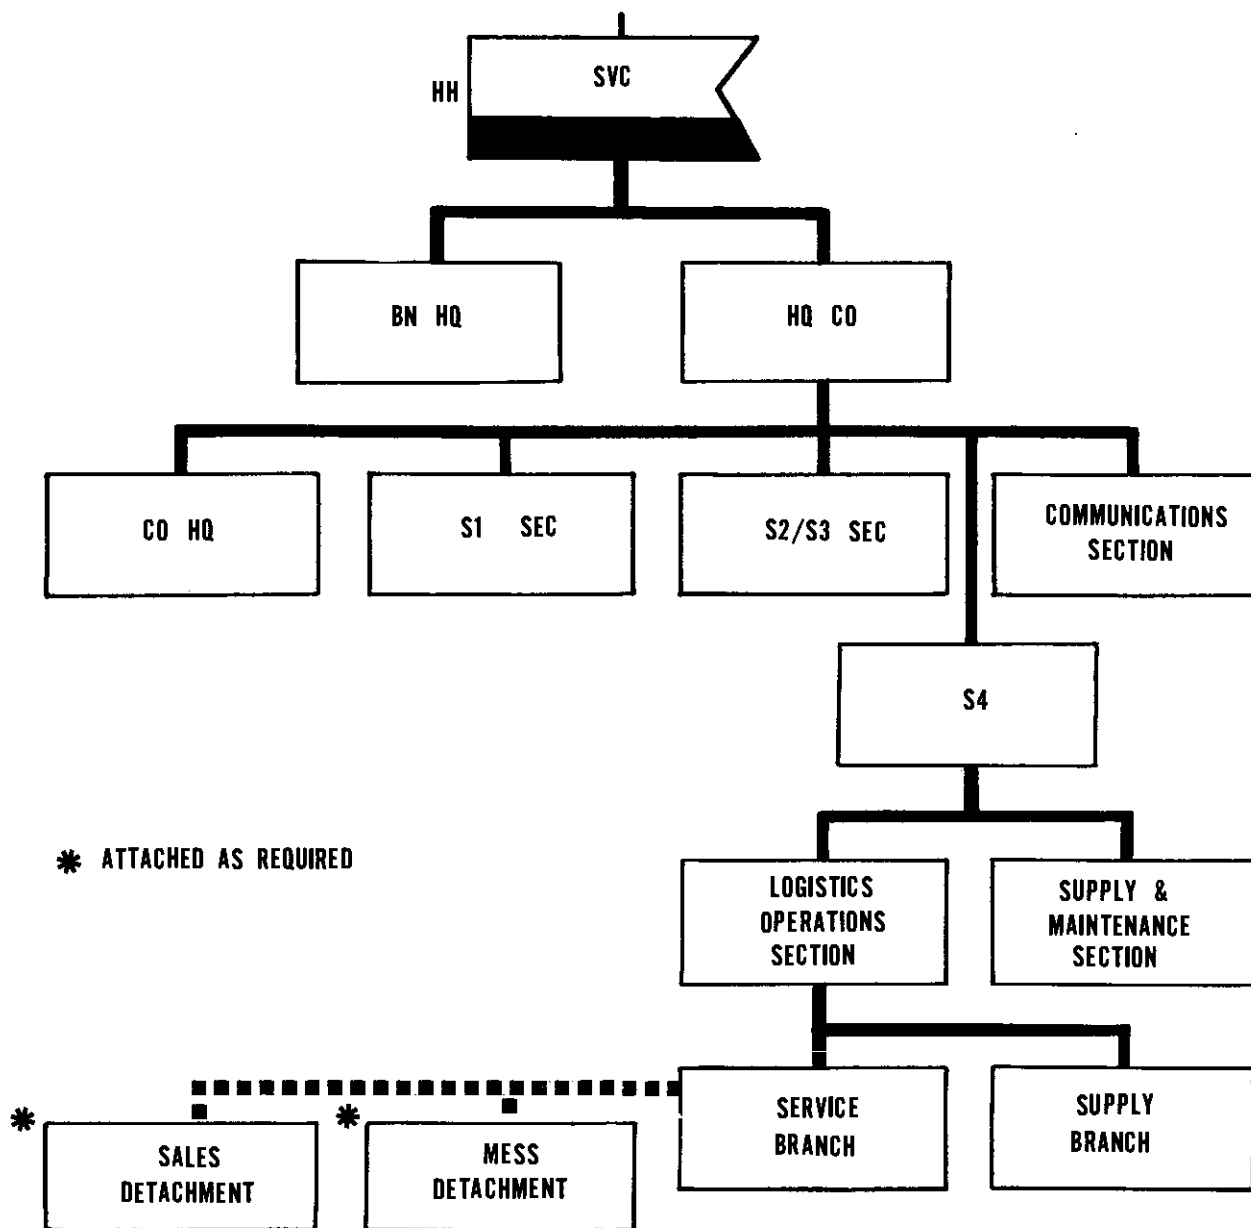 SVC
HH
BN HQ
HQ CO
CO HQ
S1 SEC
S2/S3 SEC
COMMUNICATIONS
SECTION
S4
* ATTACHED AS REQUIRED
LOGISTICS
OPERATIONS
SECTION
SUPPLY &
MAINTENANCE
SECTION
*
SALES
DETACHMENT
*
MESS
DETACHMENT
SERVICE
BRANCH
SUPPLY
BRANCH